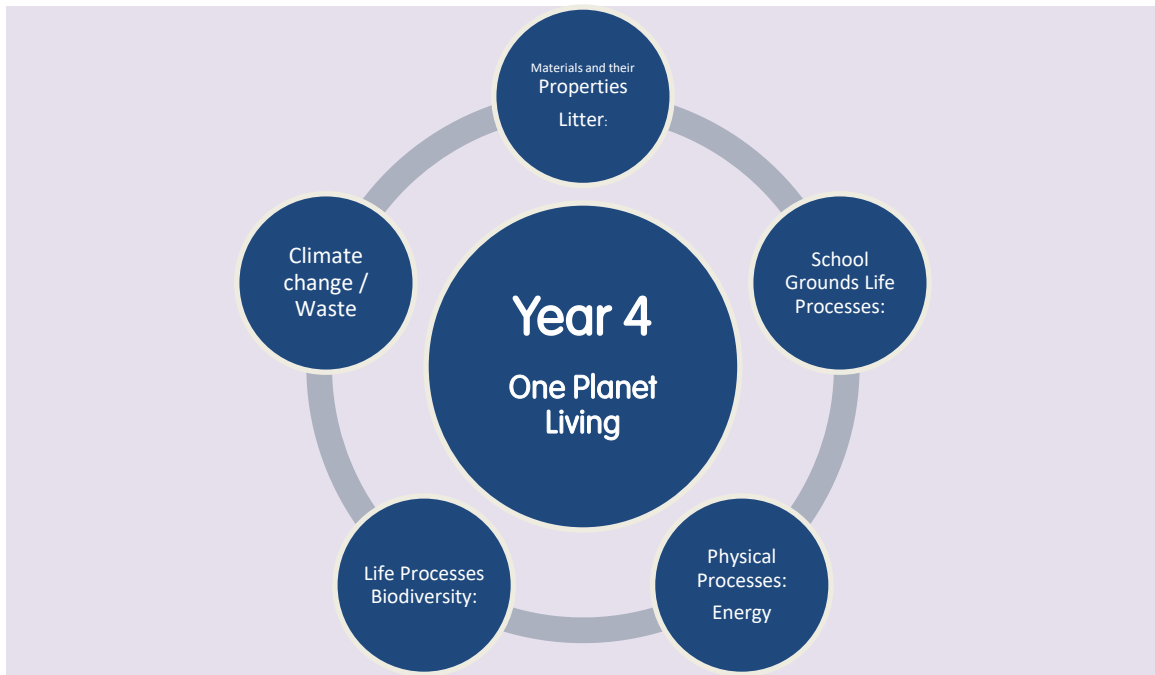 Materials and their
Properties
Litter:
School
Grounds Life
Processes:
Physical
Processes:
Energy
Life Processes
Biodiversity:
Climate
change /
Waste
Year 4
One Planet
Living